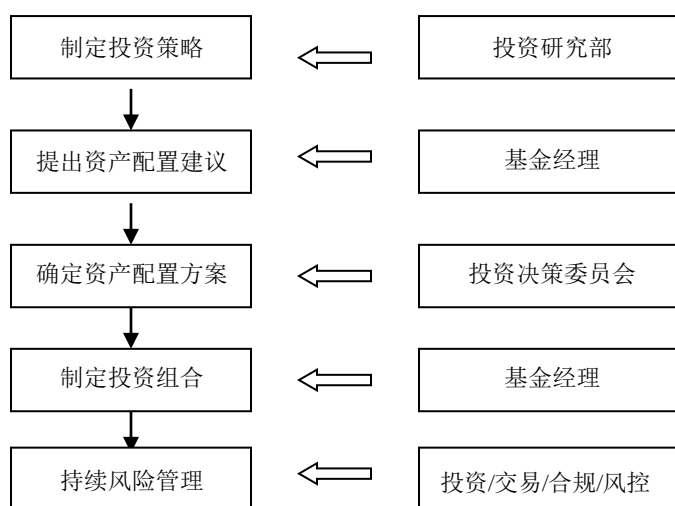 制定投资策略
投资研究部
提出资产配置建议
基金经理
确定资产配置方案
投资决策委员会
制定投资组合
基金经理
持续风险管理
投资/交易/合规/风控